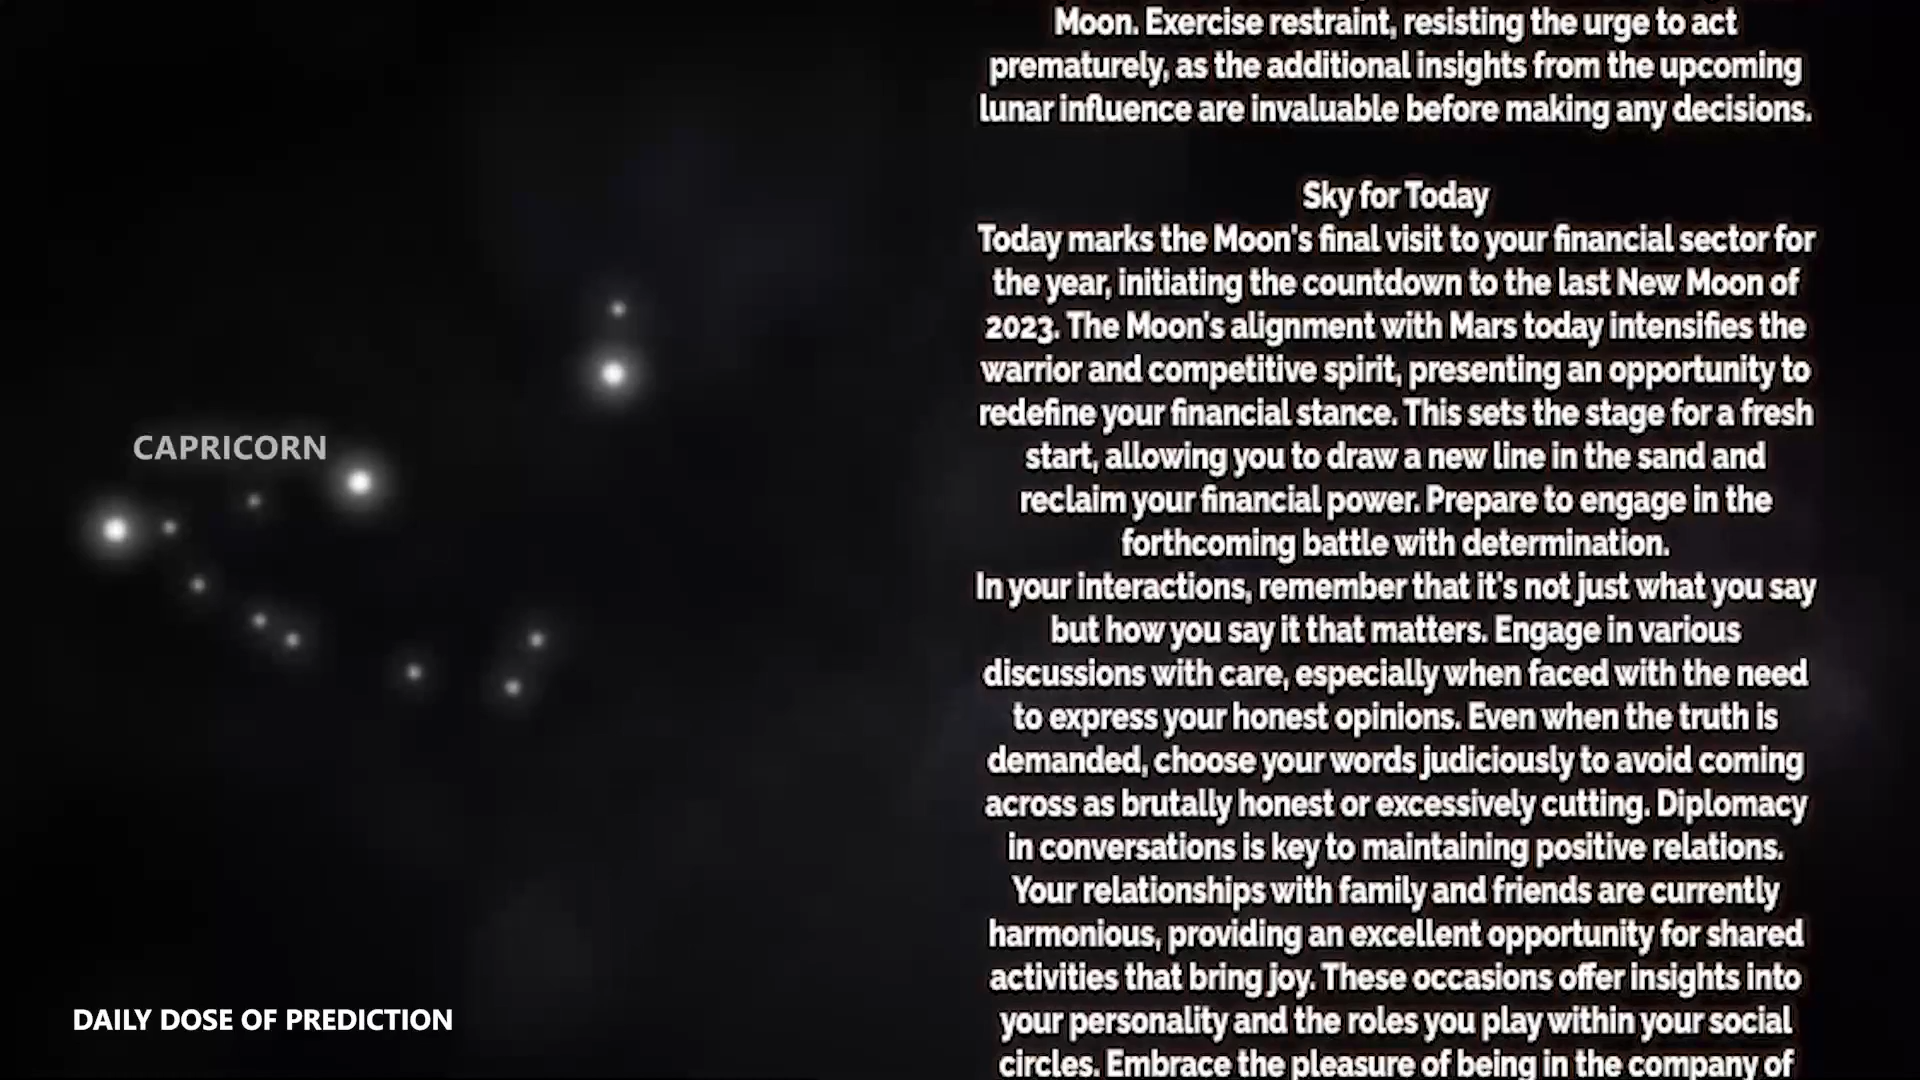 Moon. Exercise restraint, resisting the urge to act
prematurely, as the additional insights from the upcoming
lunar influence are invaluable before making any decisions.
Sky for Today
Today marks the Moon's final visit to your financial sector for
the year, initiating the countdown to the last New Moon of
2023. The Moon's alignment with Mars today intensifies the
warrior and competitive spirit, presenting an opportunity to
redefine your financial stance. This sets the stage for a fresh
start, allowing you to draw a new line in the sand and
reclaim your financial power. Prepare to engage in the
forthcoming battle with determination.
In your interactions, remember that it's not just what you say
but how you say it that matters. Engage in various
discussions with care, especially when faced with the need
to express your honest opinions. Even when the truth is
demanded, choose your words judiciously to avoid coming
across as brutally honest or excessively cutting. Diplomacy
in conversations is key to maintaining positive relations.
Your relationships with family and friends are currently
harmonious, providing an excellent opportunity for shared
activities that bring joy. These occasions offer insights into
your personality and the roles you play within your social
circles. Embrace the pleasure of being in the company of
CAPRICORN
DAILY DOSE OF PREDICTION